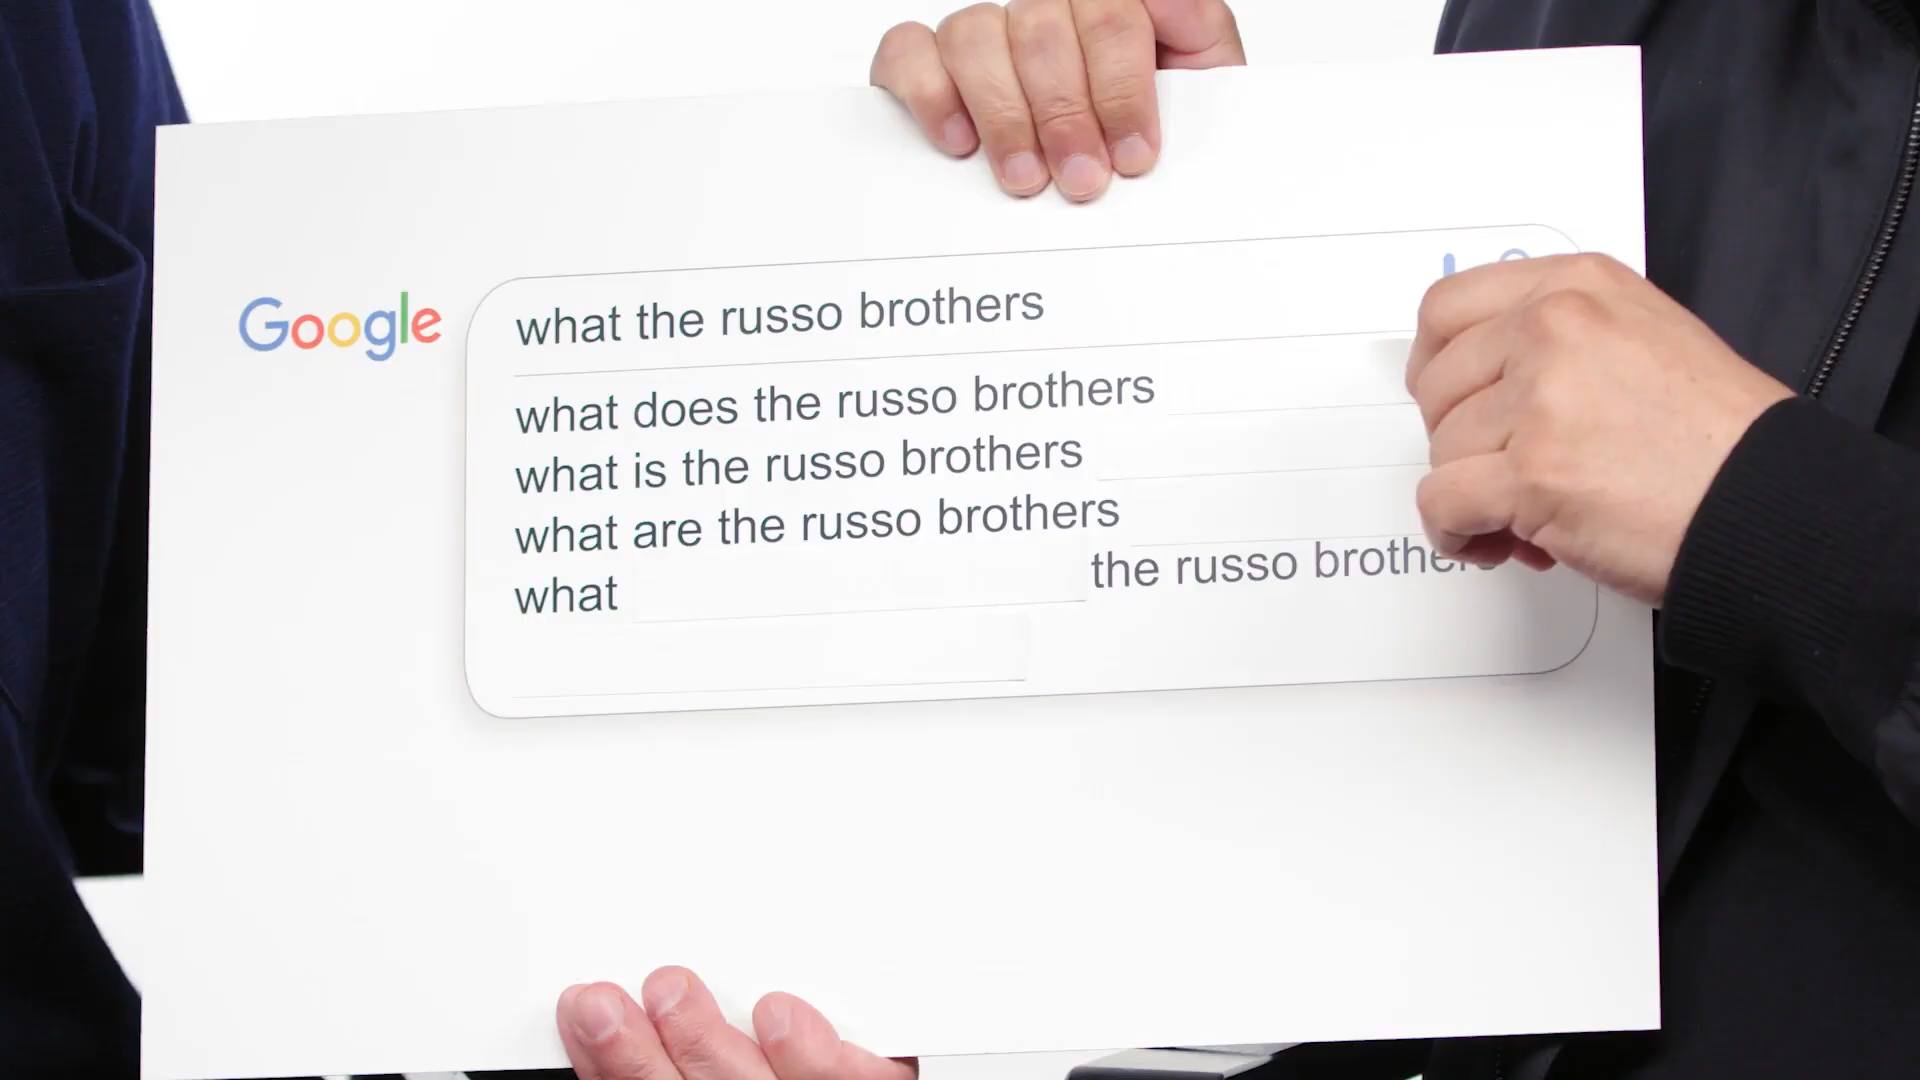 Google
what the russo brothers
what does the russo brothers
what is the russo brothers
what are the russo brothers
what the russo brothers